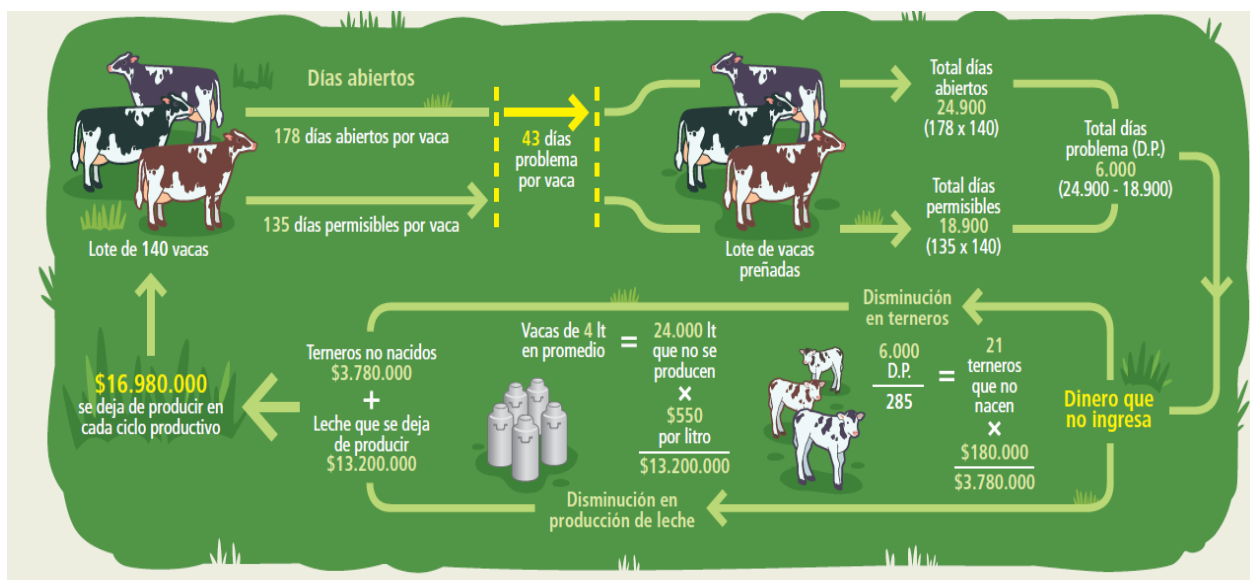 Días abiertos
178 días abiertos por vaca
135 días permisibles por vaca
Lote de 140 vacas
43 días
problema
por vaca
Lote de vacas
preñadas
Total días
abiertos
24.900
(178 x 140)
Total días
permisibles
18.900
(135 x 140)
Total días
problema (D.P.)
6.000
(24.900 - 18.900)
Dinero que
no ingresa
Disminución
en terneros
6.000
D.P.
285
=
21
terneros
que no
nacen
×
$180.000
$3.780.000
Disminución en
producción de leche
Vacas de 4 lt
en promedio
=
24.000 lt
que no se
producen
×
$550
por litro
$13.200.000
Terneros no nacidos
$3.780.000
+
Leche que se deja
de producir
$13.200.000
$16.980.000
se deja de producir en
cada ciclo productivo